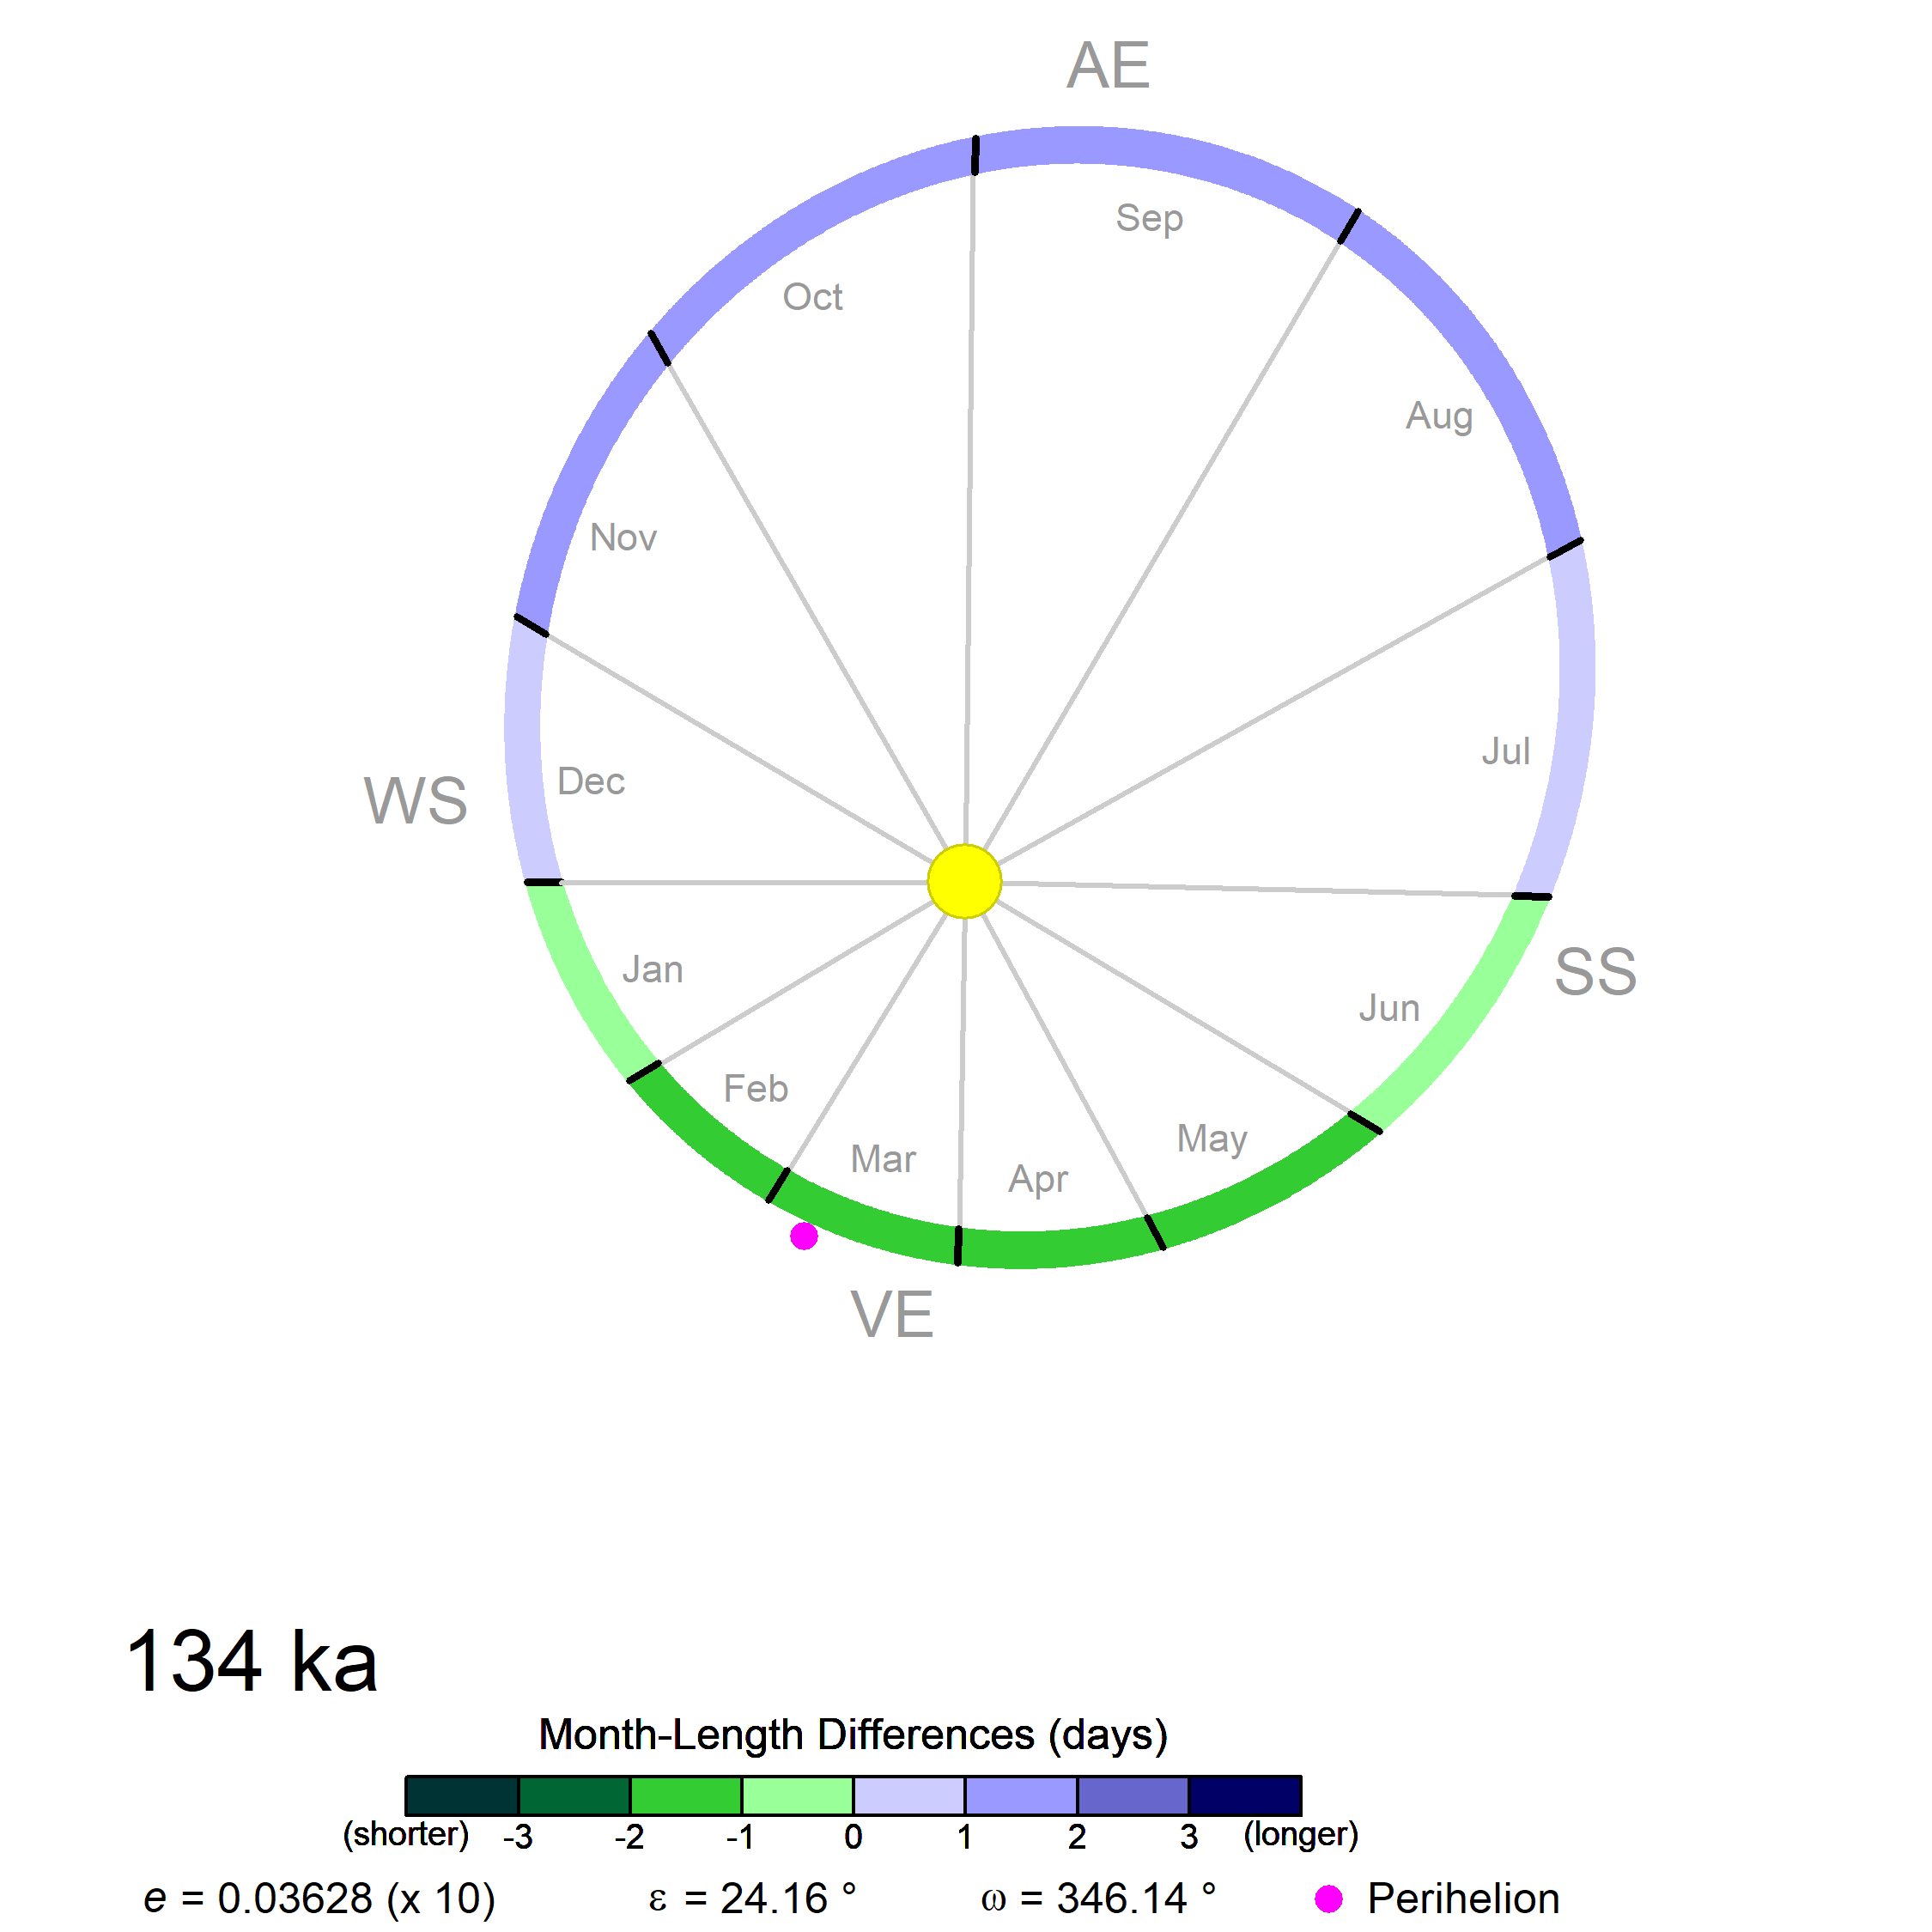 AE
Sep
Oct
Aug
Nov
Jul
Dec
WS
Jan
SS
Jun
Feb
May
Mar
Apr
VE
134 ka
Month-Length Differences (days)
(shorter) -3 -2 -1 0 1 2 3 (longer)
e = 0.03628 (x 10) ε = 24.16 ° ω = 346.14 ° Perihelion